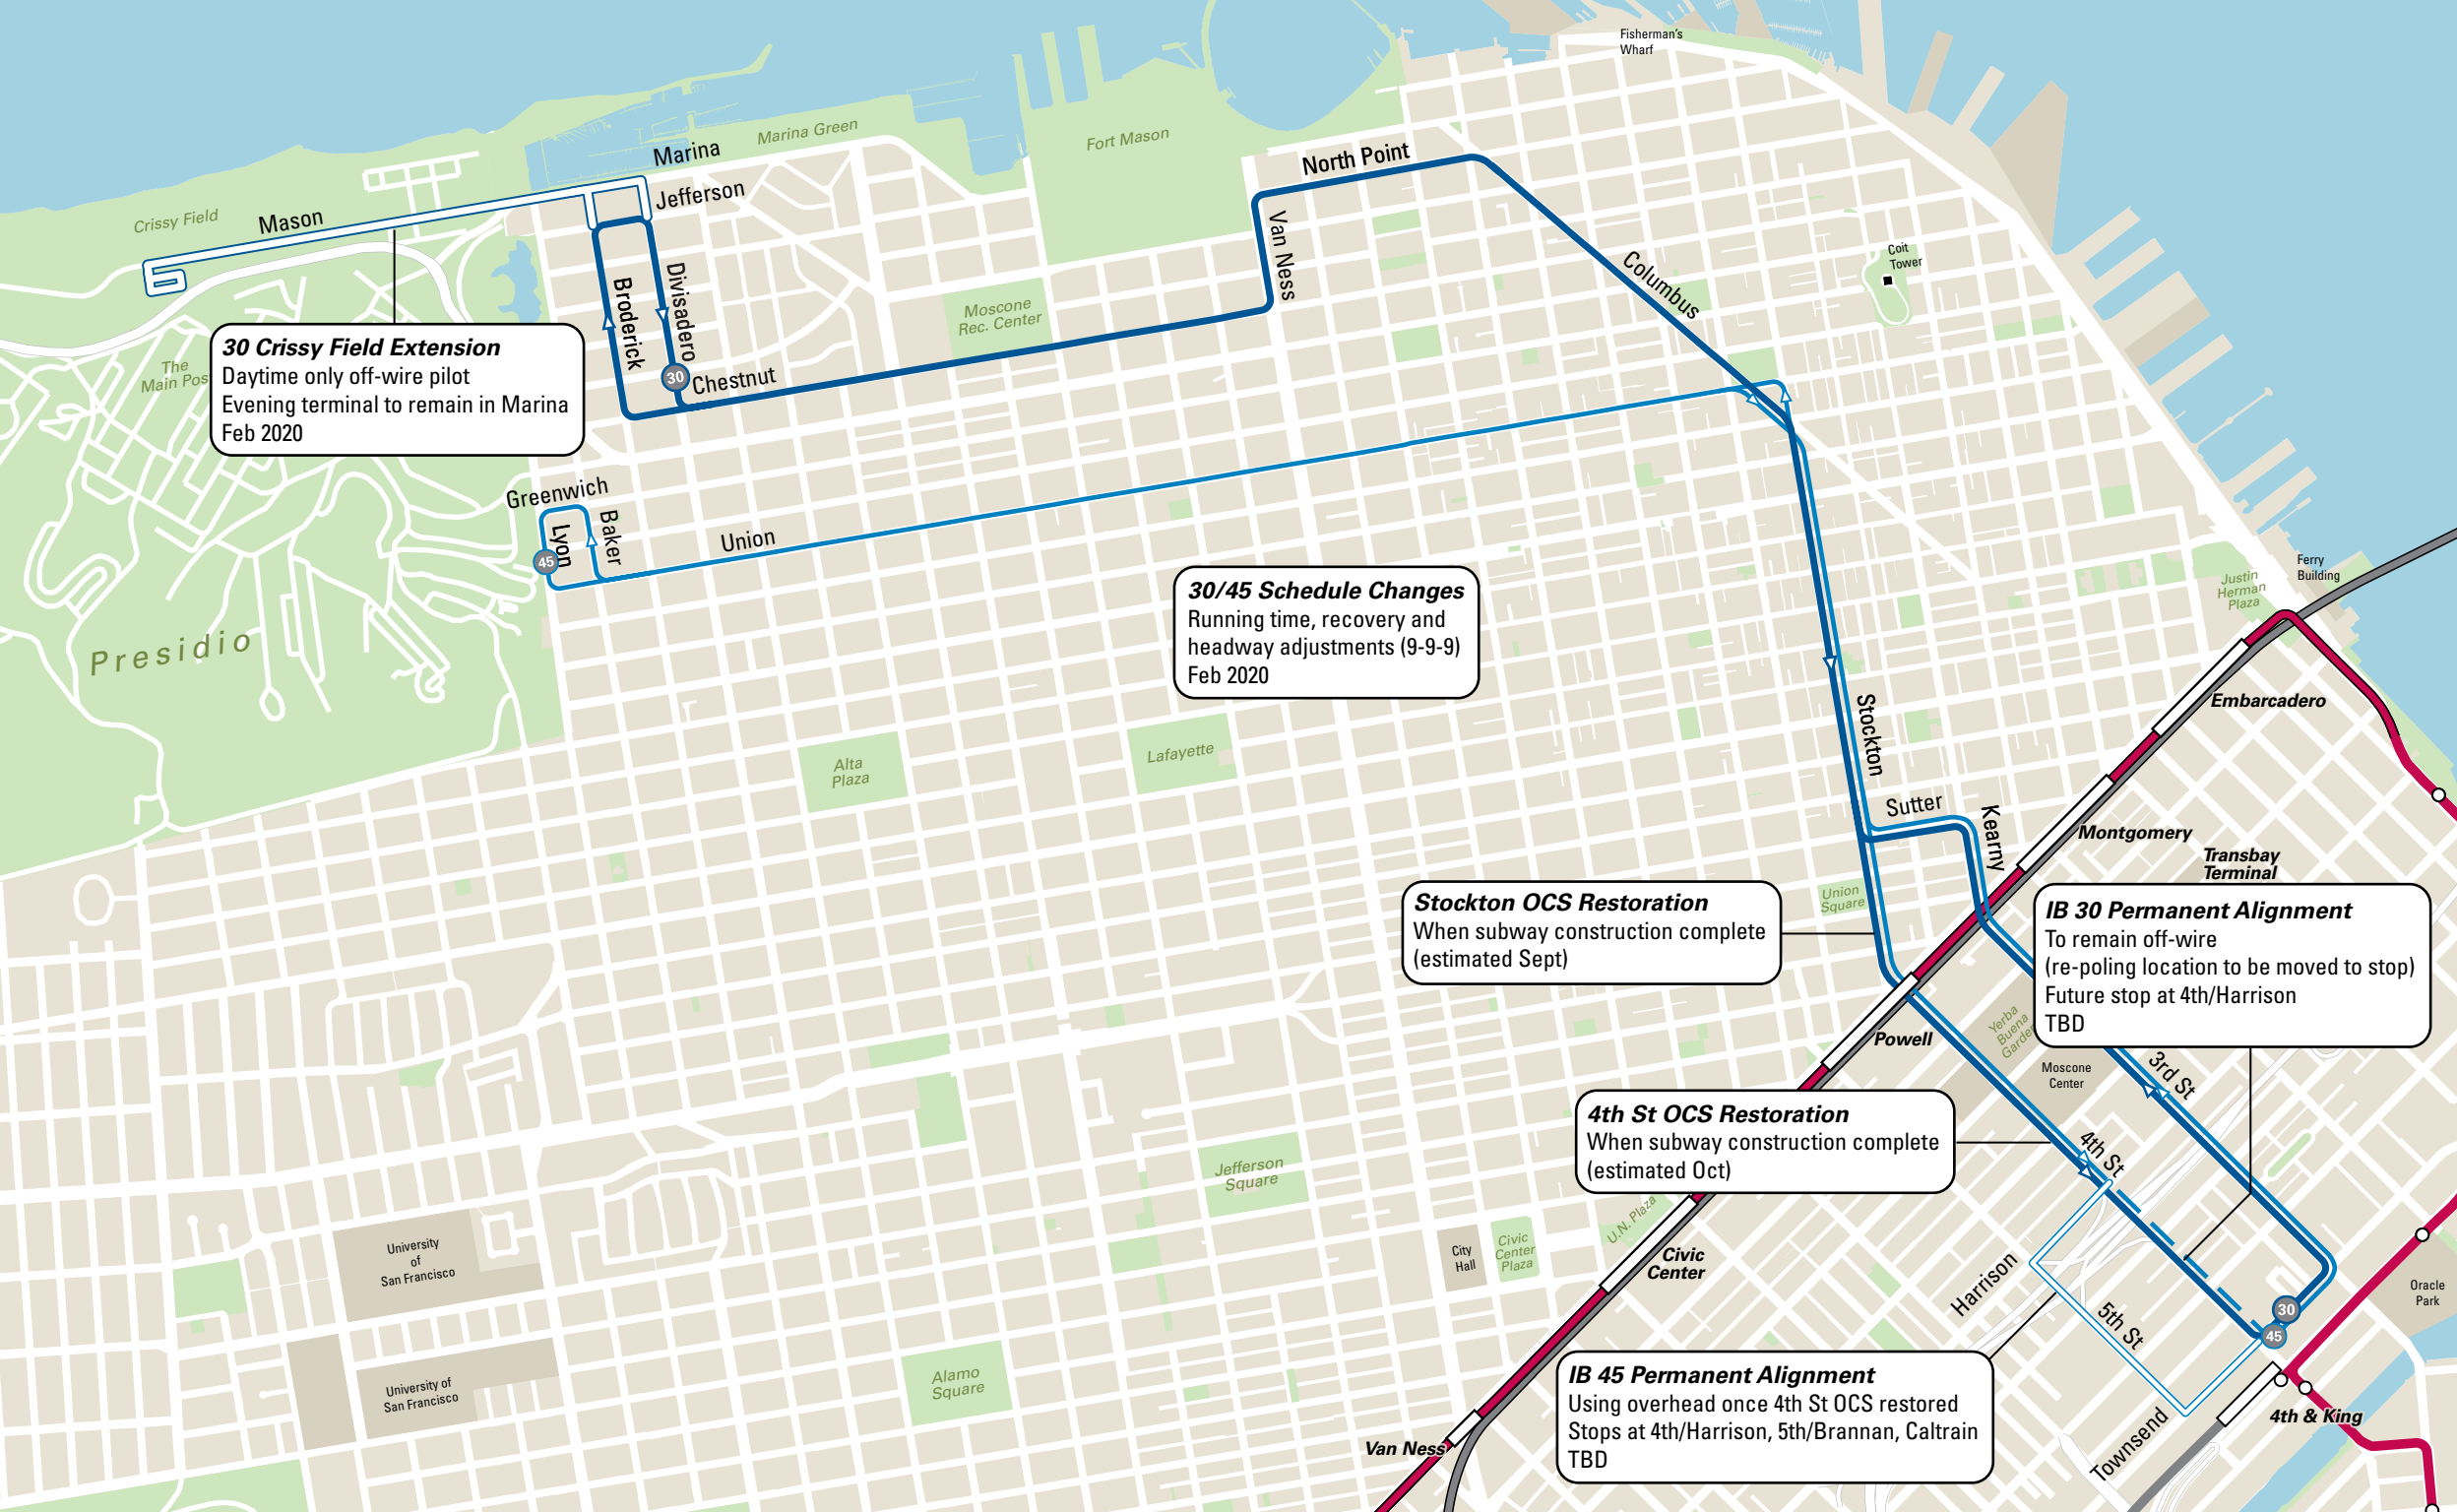 Fisherman's
Wharf
Marina Green
Fort Mason
Marina
North Point
Jefferson
Crissy Field
Mason
Van Ness
Columbus
Coit
Tower
Broderick
Divisadero
Moscone
Rec. Center
30 Crissy Field Extension
Daytime only off-wire pilot
Evening terminal to remain in Marina
Feb 2020
The
Main Pos
30
Chestnut
Greenwich
Lyon
Baker
45
Union
Presidio
30/45 Schedule Changes
Running time, recovery and
headway adjustments (9-9-9)
Feb 2020
Ferry
Building
Justin
Herman
Plaza
Embarcadero
Stockton
Alta
Plaza
Lafayette
Sutter
Kearny
Montgomery
Transbay
Terminal
Union
Square
Stockton OCS Restoration
When subway construction complete
(estimated Sept)
IB 30 Permanent Alignment
To remain off-wire
(re-poling location to be moved to stop)
Future stop at 4th/Harrison
TBD
Yerba
Buena
Garden
Powell
Moscone
Center
3rd St
4th St OCS Restoration
When subway construction complete
(estimated Oct)
4th St
Jefferson
Square
U.N. Plaza
University
of
San Francisco
City
Hall
Civic
Center
Plaza
Civic
Center
Harrison
5th St
Oracle
Park
30
45
University of
San Francisco
Alamo
Square
IB 45 Permanent Alignment
Using overhead once 4th St OCS restored
Stops at 4th/Harrison, 5th/Brannan, Caltrain
TBD
4th & King
Townsend
Van Ness